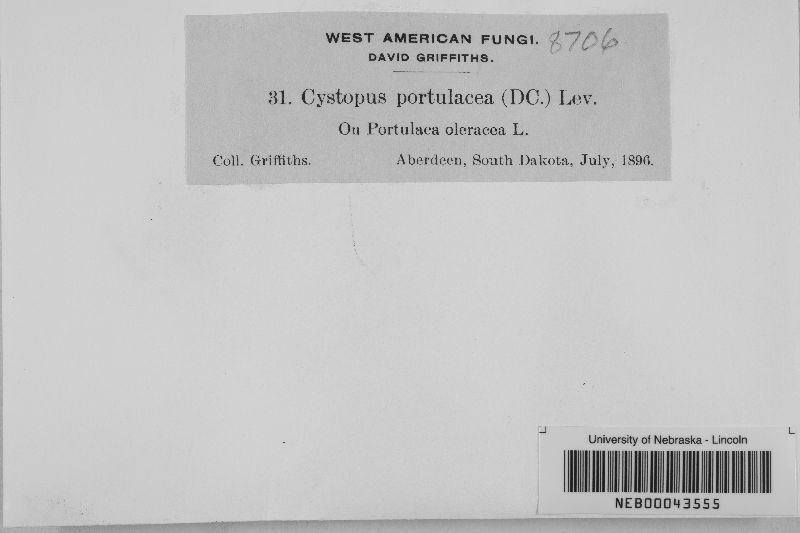 WEST AMERICAN FUNGI. 8706
DAVID GRIFFITHS.
31. Cystopus portulacea (DC.) Lev.
On Portulaca oleracea L.
Coll. Griffiths. Aberdeen, South Dakota, July, 1896.
University of Nebraska - Lincoln
NEB00043555